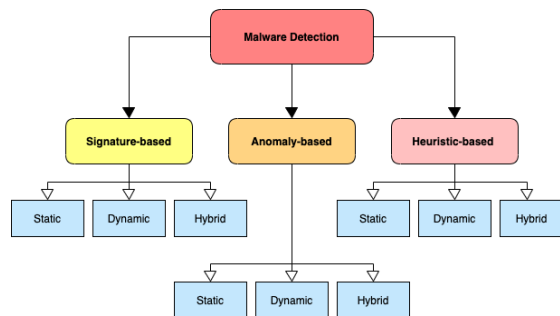 Malware Detection
Signature-based
Anomaly-based
Heuristic-based
Static
Dynamic
Hybrid
Static
Dynamic
Hybrid
Static
Dynamic
Hybrid